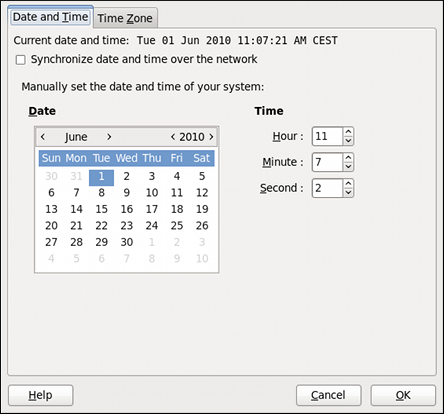 Date and Time Time Zone
Current date and time: Tue 01 Jun 2010 11:07:21 AM CEST
Synchronize date and time over the network
Manually set the date and time of your system:
Date Time
< June > < 2010 >
Sun Mon Tue Wed Thu Fri Sat
30 31 1 2 3 4 5
6 7 8 9 10 11 12
13 14 15 16 17 18 19
20 21 22 23 24 25 26
27 28 29 30 1 2 3
4 5 6 7 8 9 10
Hour : 11
Minute : 7
Second : 2
Help Cancel OK